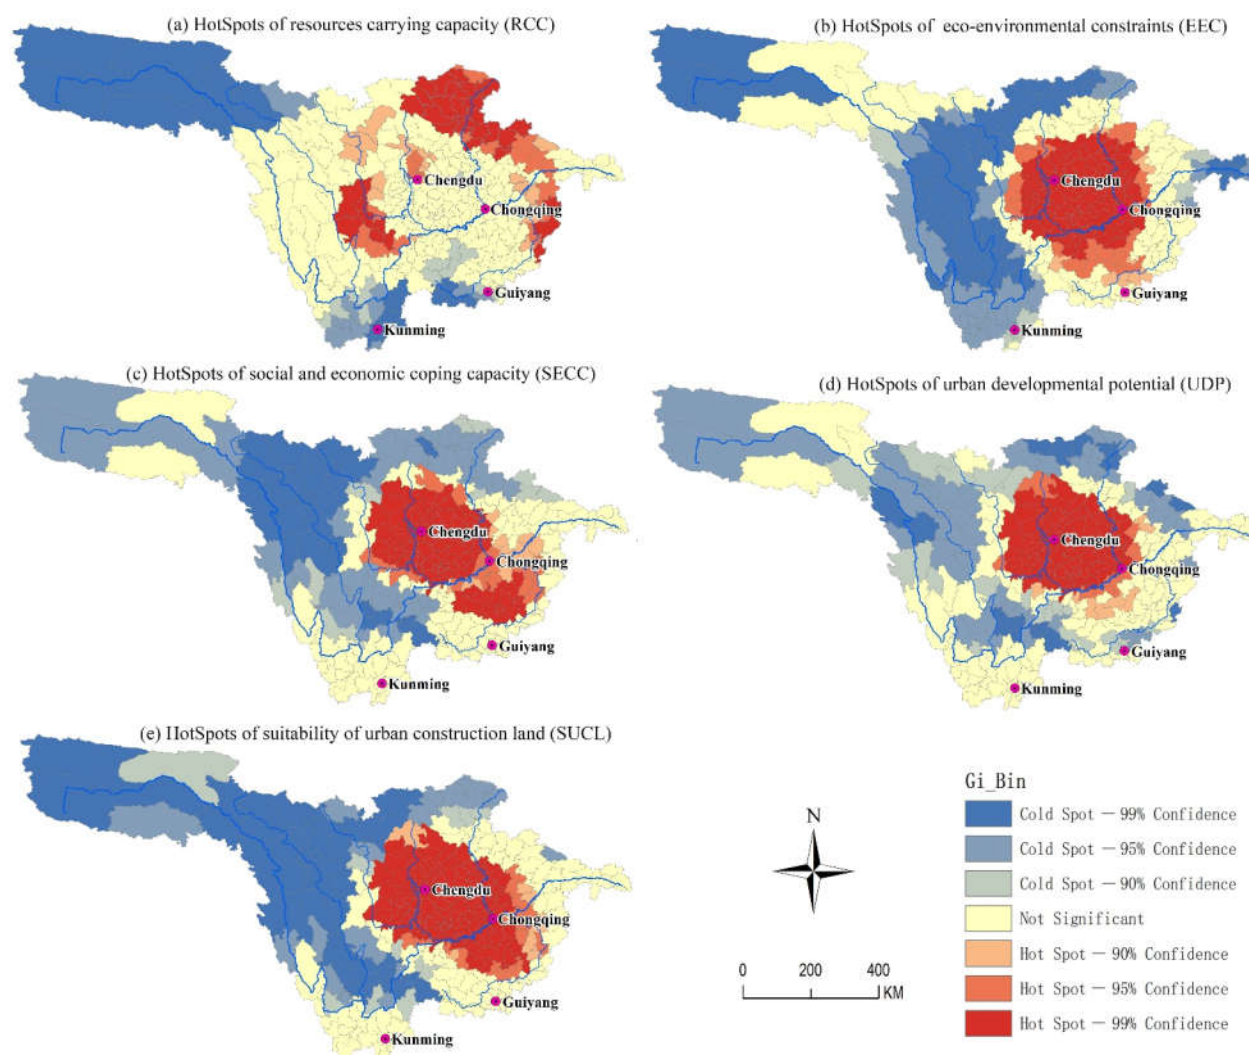 (a) HotSpots of resources carrying capacity (RCC)
(b) HotSpots of eco-environmental constraints (EEC)
Chengdu
Chongqing
Guiyang
Kunming
Chengdu
Chongqing
Guiyang
Kunming
(c) HotSpots of social and economic coping capacity (SECC)
(d) HotSpots of urban developmental potential (UDP)
Chengdu
Chongqing
Guiyang
Kunming
Chengdu
Chongqing
Guiyang
Kunming
(e) HotSpots of suitability of urban construction land (SUCL)
Chengdu
Chongqing
Guiyang
Kunming
N
0 200 400
KM
Gi_Bin
Cold Spot — 99% Confidence
Cold Spot — 95% Confidence
Cold Spot — 90% Confidence
Not Significant
Hot Spot — 90% Confidence
Hot Spot — 95% Confidence
Hot Spot — 99% Confidence